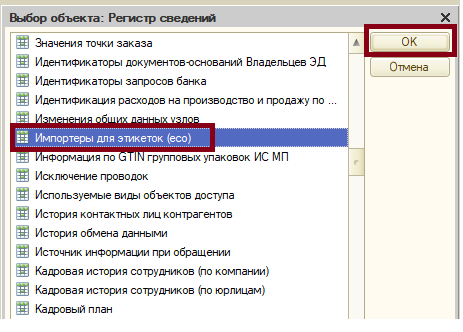 Выбор объекта: Регистр сведений
Значения точки заказа
Идентификаторы документов-оснований Владельцев ЭД
Идентификаторы запросов банка
Идентификация расходов на производство и продажу по ...
Изменения общих данных узлов
Импортеры для этикеток (eco)
Информация по GTIN групповых упаковок ИС МП
Исключение проводок
Используемые виды объектов доступа
История контактных лиц контрагентов
История обмена данными
Источник информации при обращении
Кадровая история сотрудников (по компании)
Кадровая история сотрудников (по юрлицам)
Кадровый план
OK
Отмена